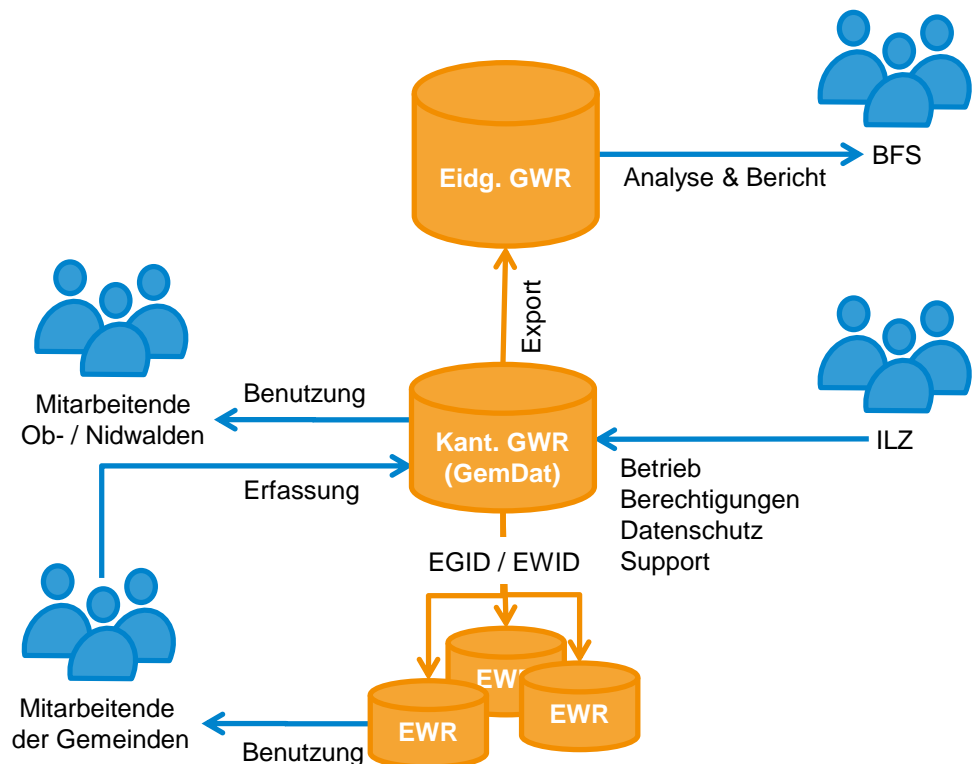 Eidg. GWR
Analyse & Bericht
BFS
Export
Mitarbeitende
Ob- / Nidwalden
Benutzung
Kant. GWR
(GemDat)
ILZ
Erfassung
Betrieb
Berechtigungen
Datenschutz
Support
EGID / EWID
EWR
EWR
EWR
Mitarbeitende
der Gemeinden
Benutzung